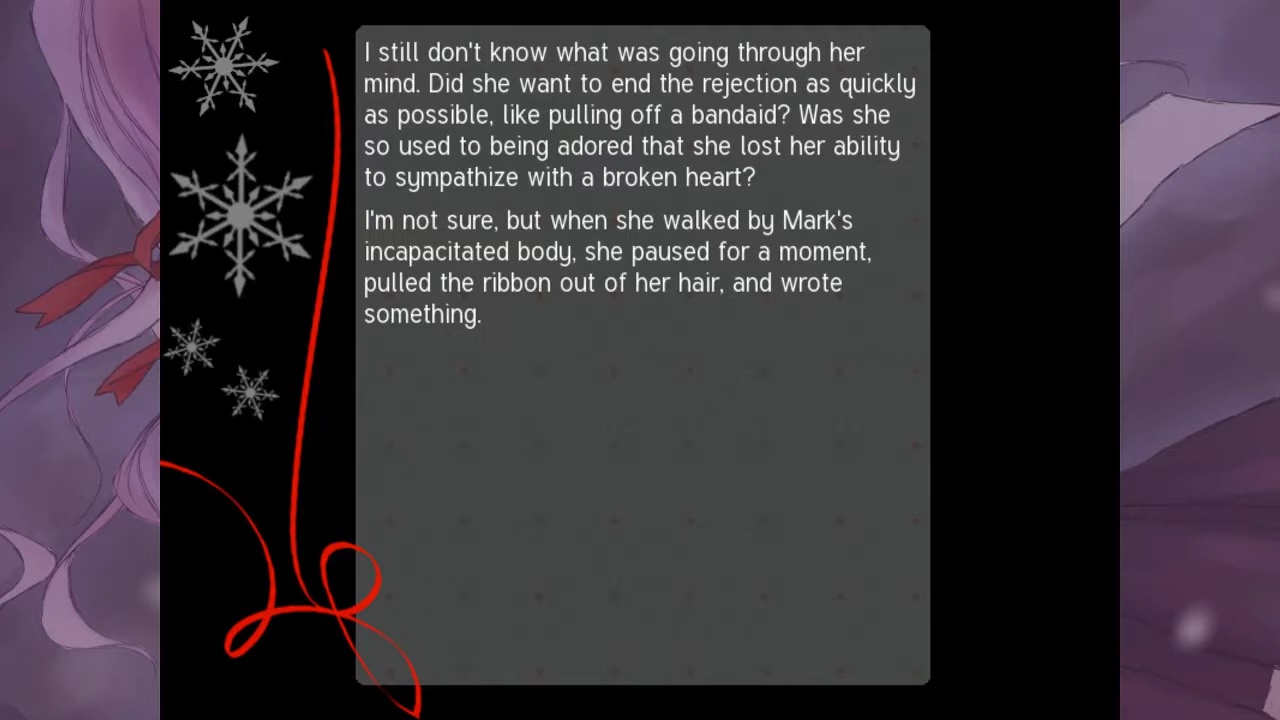 I still don't know what was going through her
mind. Did she want to end the rejection as quickly
as possible, like pulling off a bandaid? Was she
so used to being adored that she lost her ability
to sympathize with a broken heart?
I'm not sure, but when she walked by Mark's
incapacitated body, she paused for a moment,
pulled the ribbon out of her hair, and wrote
something.